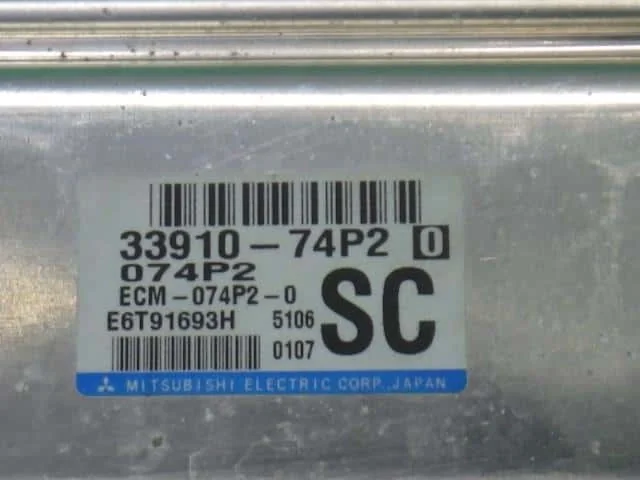 33910-74P2 0
074P2
ECM-074P2-0
E6T91693H 5106
0107
SC
MITSUBISHI ELECTRIC CORP., JAPAN